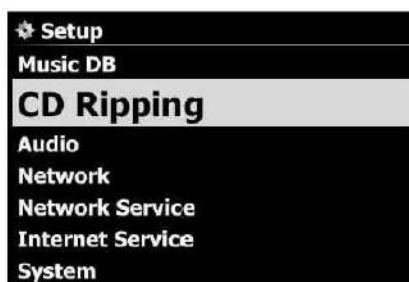 Setup
Music DB
CD Ripping
Audio
Network
Network Service
Internet Service
System